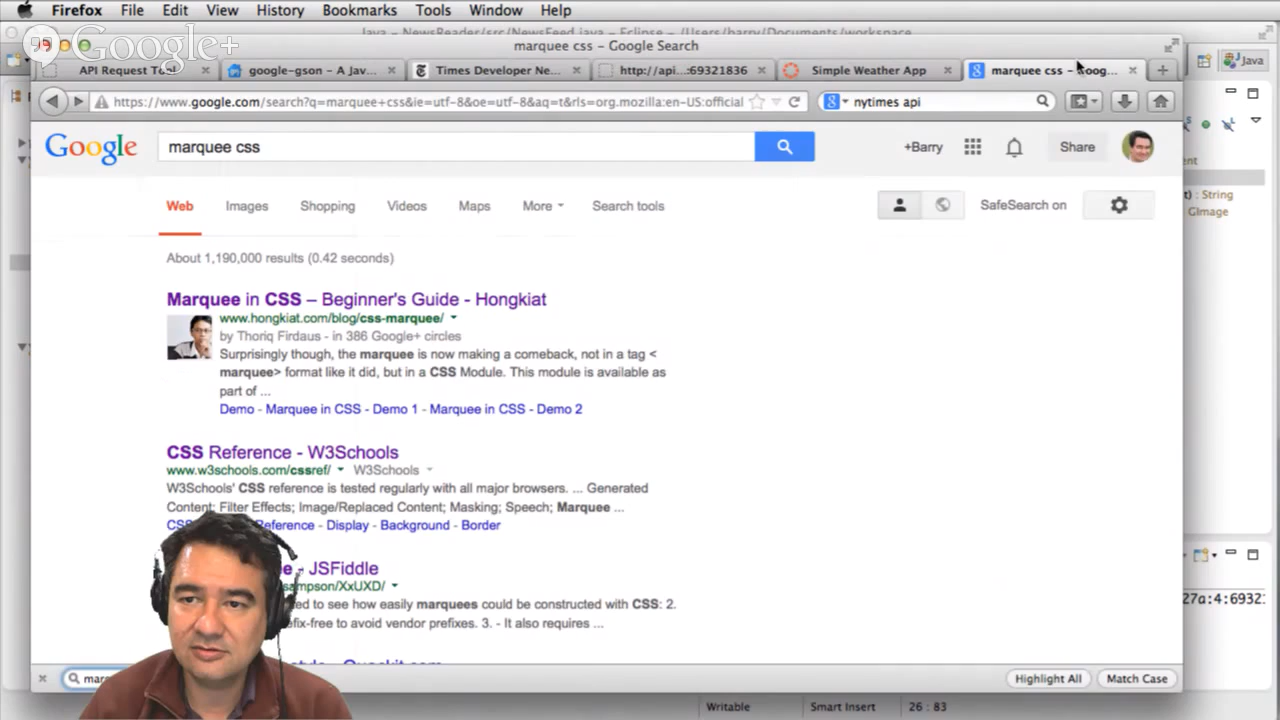 Firefox File Edit View History Bookmarks Tools Window Help
Java - NewsReader/src/NewsFeed.java - Eclipse - /Users/barry/Documents/workspace
Google+
marquee css - Google Search
API Request Tool
google-gson - A Jav...
Times Developer Ne...
http://api...:69321836
Simple Weather App
marquee css - Goog...
Java
https://www.google.com/search?q=marquee+css&ie=utf-8&oe=utf-8&aq=t&rls=org.mozilla:en-US:official
nytimes api
Google
marquee css
+Barry
Share
Web Images Shopping Videos Maps More Search tools
SafeSearch on
String
GImage
About 1,190,000 results (0.42 seconds)
Marquee in CSS – Beginner's Guide - Hongkiat
www.hongkiat.com/blog/css-marquee/
by Thoriq Firdaus - in 386 Google+ circles
Surprisingly though, the marquee is now making a comeback, not in a tag <
marquee> format like it did, but in a CSS Module. This module is available as
part of ...
Demo - Marquee in CSS - Demo 1 - Marquee in CSS - Demo 2
CSS Reference - W3Schools
www.w3schools.com/cssref/ W3Schools
W3Schools' CSS reference is tested regularly with all major browsers. ... Generated
Content; Filter Effects; Image/Replaced Content; Masking; Speech; Marquee ...
Reference - Display - Background - Border
- JSFiddle
sampson/XxUXD/
to see how easily marquees could be constructed with CSS: 2.
to avoid vendor prefixes. 3. - It also requires ...
Highlight All
Match Case
Writable Smart Insert 26 : 83